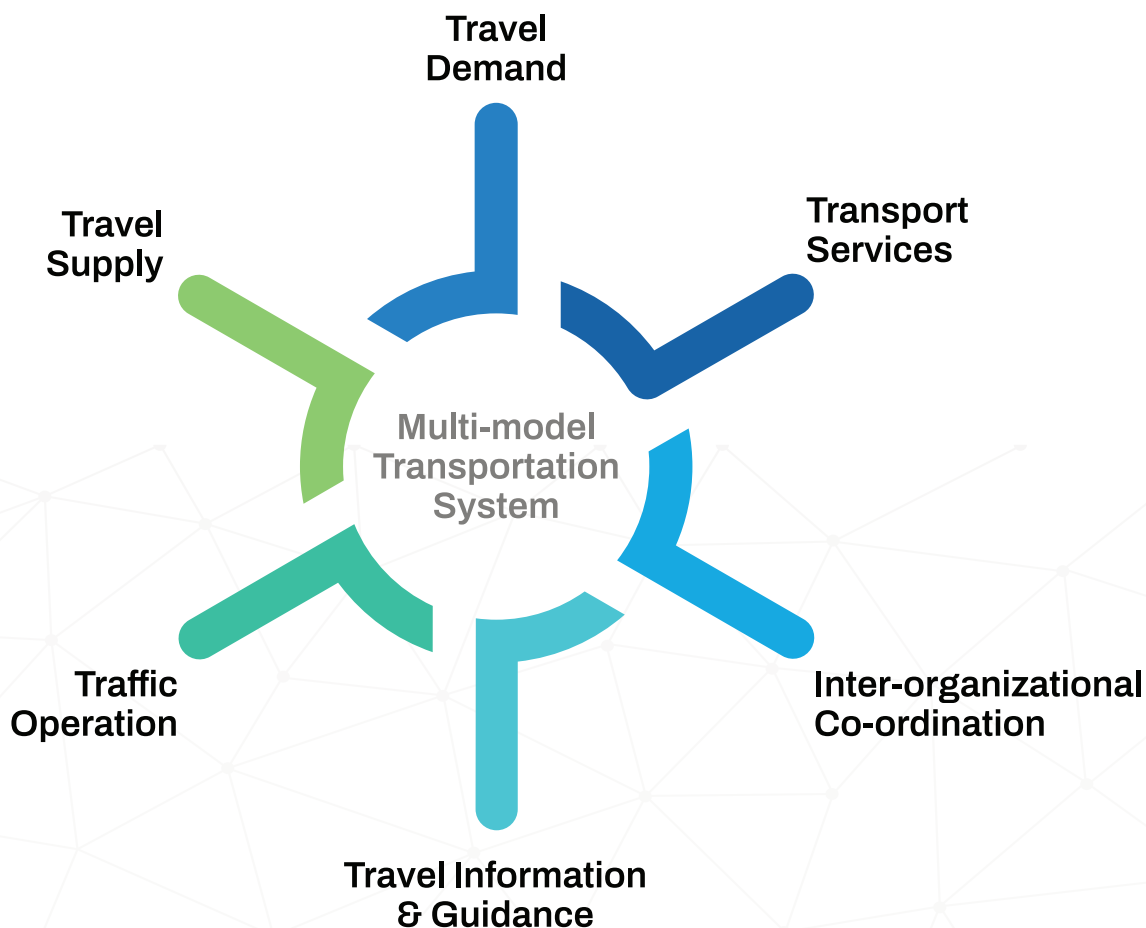 Travel
Demand
Transport
Services
Travel
Supply
Multi-model
Transportation
System
Traffic
Operation
Inter-organizational
Co-ordination
Travel Information
& Guidance